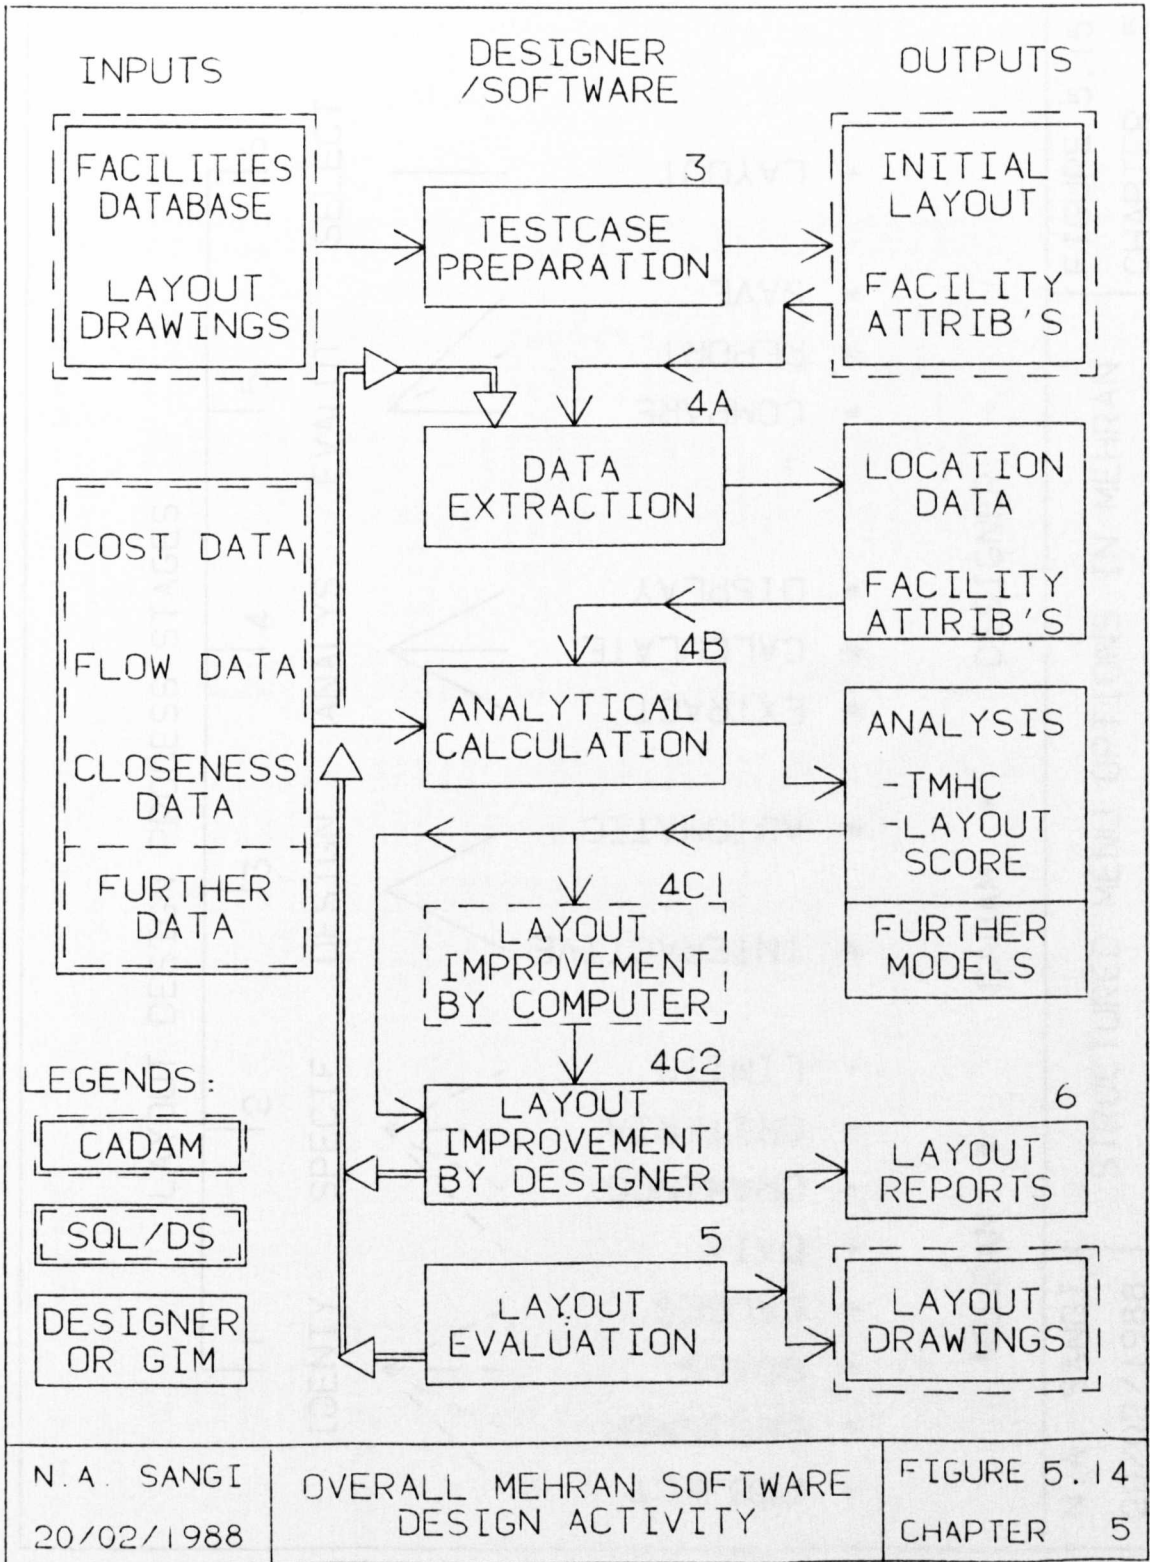 INPUTS
DESIGNER
/SOFTWARE
OUTPUTS
FACILITIES
DATABASE
LAYOUT
DRAWINGS
3
TESTCASE
PREPARATION
INITIAL
LAYOUT
FACILITY
ATTRIB'S
4A
DATA
EXTRACTION
LOCATION
DATA
FACILITY
ATTRIB'S
COST DATA
FLOW DATA
CLOSENESS
DATA
FURTHER
DATA
4B
ANALYTICAL
CALCULATION
ANALYSIS
-TMHC
-LAYOUT
SCORE
FURTHER
MODELS
4C1
LAYOUT
IMPROVEMENT
BY COMPUTER
4C2
LAYOUT
IMPROVEMENT
BY DESIGNER
6
LAYOUT
REPORTS
5
LAYOUT
EVALUATION
LAYOUT
DRAWINGS
LEGENDS:
CADAM
SQL/DS
DESIGNER
OR GIM
N.A. SANGI
20/02/1988
OVERALL MEHRAN SOFTWARE
DESIGN ACTIVITY
FIGURE 5.14
CHAPTER 5